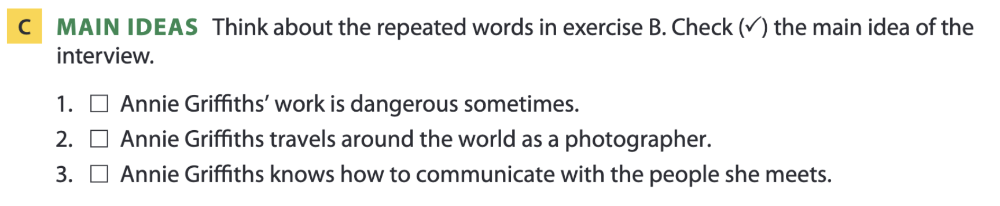 C MAIN IDEAS Think about the repeated words in exercise B. Check (✓) the main idea of the
interview.
1. ☐ Annie Griffiths’ work is dangerous sometimes.
2. ☐ Annie Griffiths travels around the world as a photographer.
3. ☐ Annie Griffiths knows how to communicate with the people she meets.